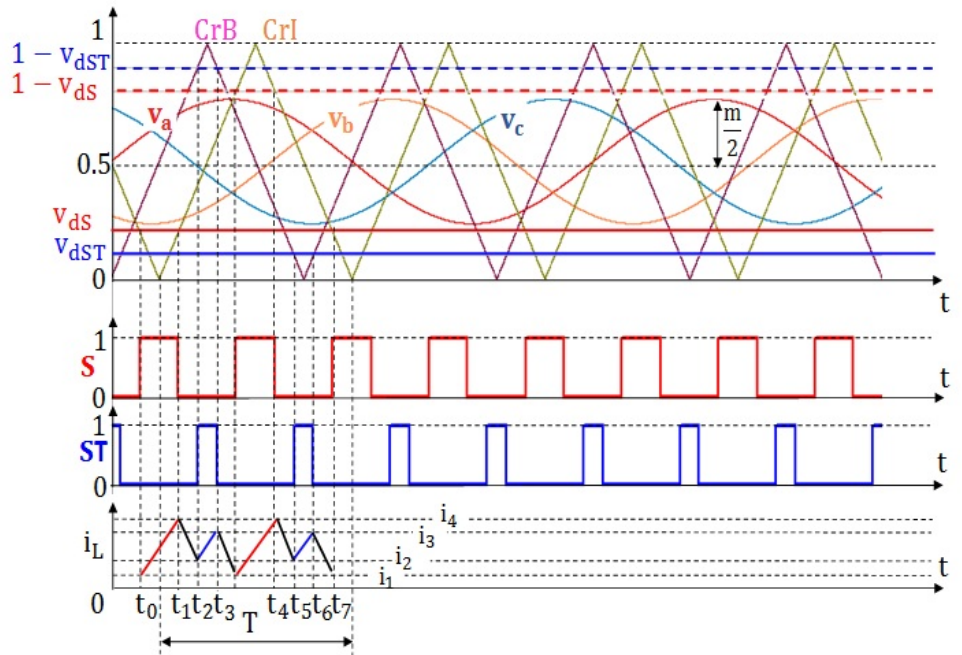 CrB CrI
1
1 − vdST
1 − vdS
va vb vc m/2
0.5
vdS
vdST
0
t
1
S
0
t
1
ST
0
t
i4
i3
iL
i2
i1
t
0
t0 t1 t2 t3 t4 t5 t6 t7
T